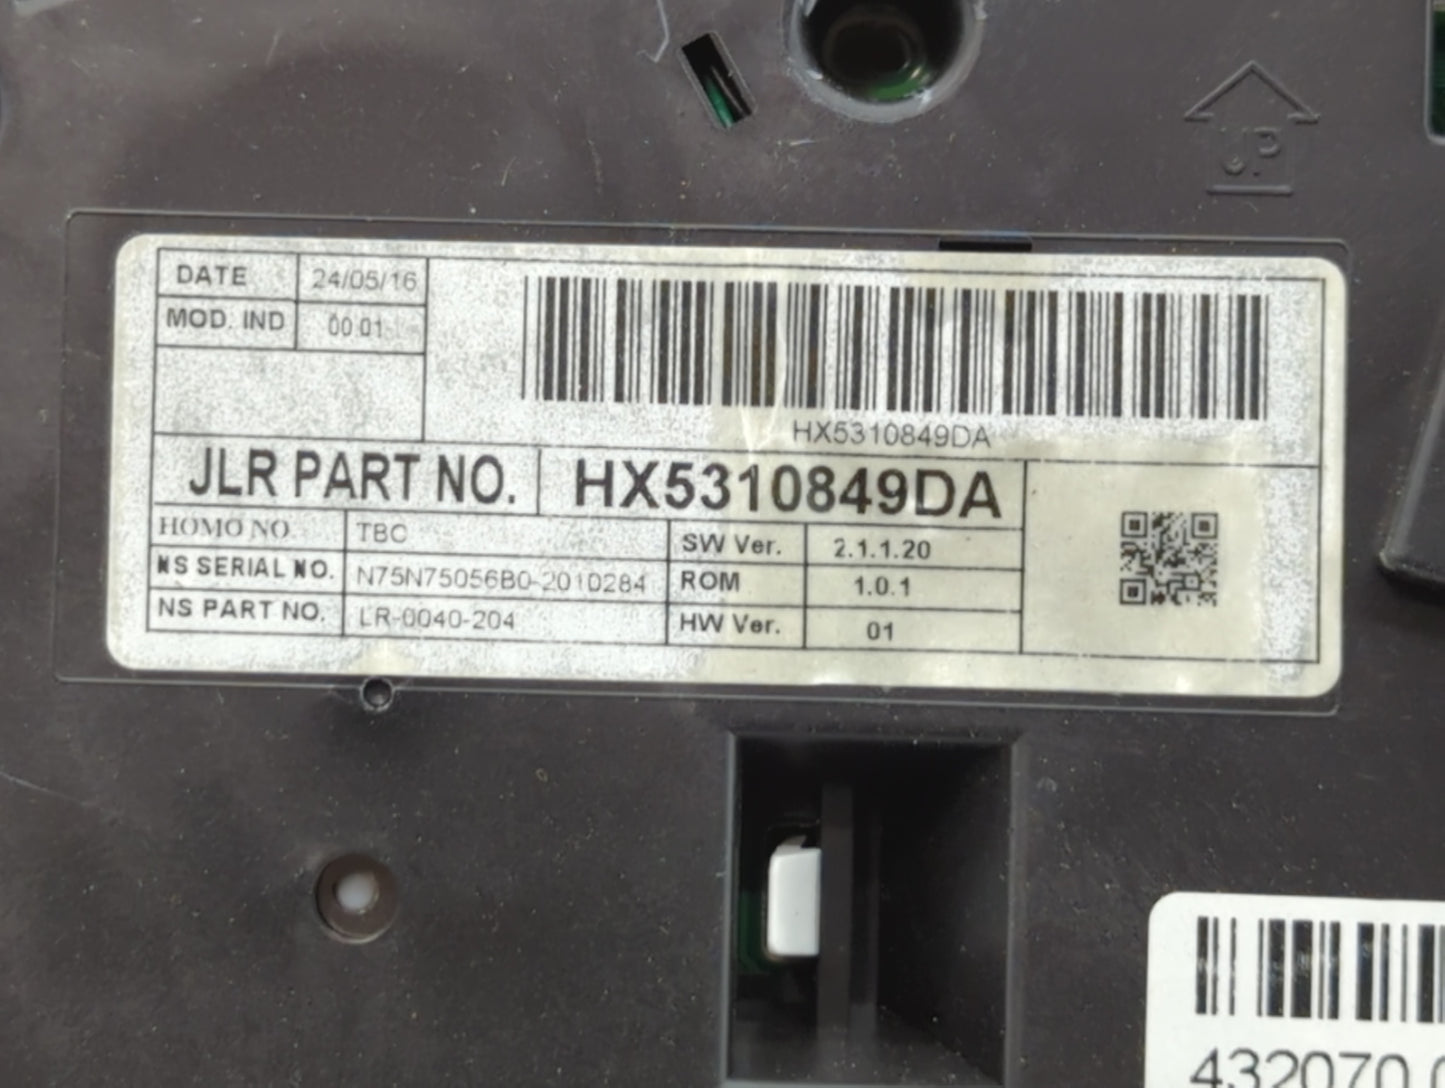 UP
DATE 24/05/16
MOD. IND 00 01
HX5310849DA
JLR PART NO. HX5310849DA
HOMO NO. TBC SW Ver. 2.1.1.20
NS SERIAL NO. N75N75056B0-2010284 ROM 1.0.1
NS PART NO. LR-0040-204 HW Ver. 01
432070